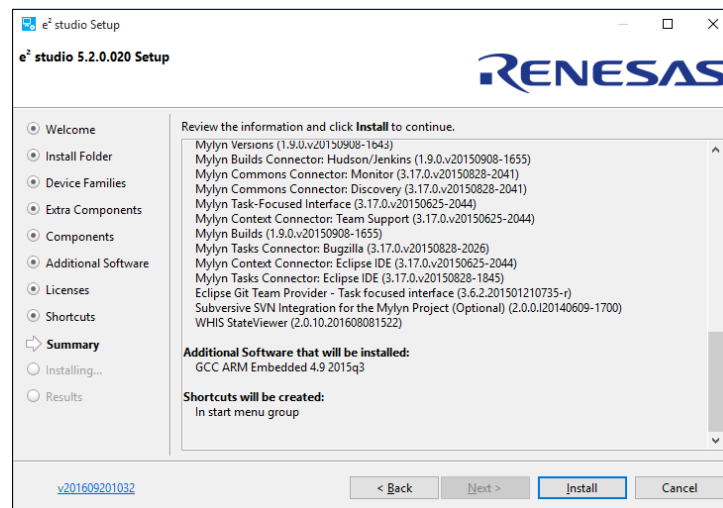 e² studio Setup
e² studio 5.2.0.020 Setup
RENESAS
Welcome
Install Folder
Device Families
Extra Components
Components
Additional Software
Licenses
Shortcuts
Summary
Installing...
Results
Review the information and click Install to continue.
Mylyn Versions (1.9.0.v20150908-1643)
Mylyn Builds Connector: Hudson/Jenkins (1.9.0.v20150908-1655)
Mylyn Commons Connector: Monitor (3.17.0.v20150828-2041)
Mylyn Commons Connector: Discovery (3.17.0.v20150828-2041)
Mylyn Task-Focused Interface (3.17.0.v20150625-2044)
Mylyn Context Connector: Team Support (3.17.0.v20150625-2044)
Mylyn Builds (1.9.0.v20150908-1655)
Mylyn Tasks Connector: Bugzilla (3.17.0.v20150828-2026)
Mylyn Context Connector: Eclipse IDE (3.17.0.v20150625-2044)
Mylyn Tasks Connector: Eclipse IDE (3.17.0.v20150828-1845)
Eclipse Git Team Provider - Task focused interface (3.6.2.201501210735-r)
Subversive SVN Integration for the Mylyn Project (Optional) (2.0.0.I20140609-1700)
WHIS StateViewer (2.0.10.201608081522)
Additional Software that will be installed:
GCC ARM Embedded 4.9 2015q3
Shortcuts will be created:
In start menu group
v201609201032
< Back
Next >
Install
Cancel